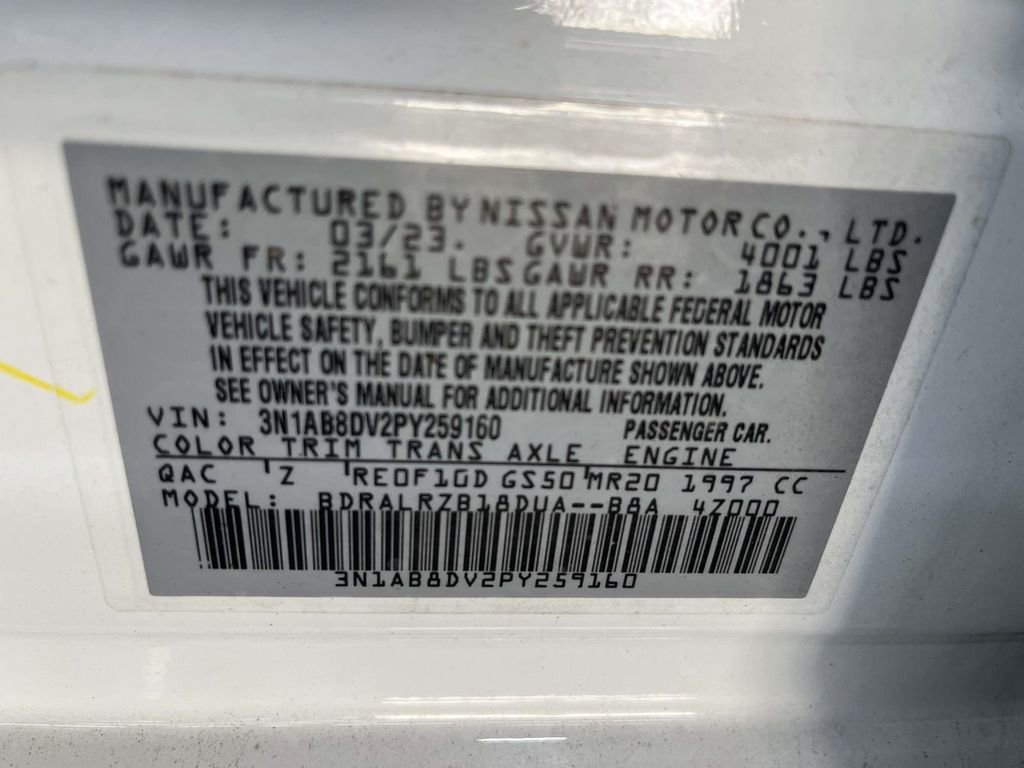 MANUFACTURED BY NISSAN MOTOR CO., LTD.
DATE: 03/23. GVWR: 4001 LBS
GAWR FR: 2161 LBS GAWR RR: 1863 LBS
THIS VEHICLE CONFORMS TO ALL APPLICABLE FEDERAL MOTOR
VEHICLE SAFETY, BUMPER AND THEFT PREVENTION STANDARDS
IN EFFECT ON THE DATE OF MANUFACTURE SHOWN ABOVE.
SEE OWNER'S MANUAL FOR ADDITIONAL INFORMATION.
VIN: 3N1AB8DV2PY259160 PASSENGER CAR.
COLOR TRIM TRANS AXLE ENGINE
QAC Z RE0F10D GS50 MR20 1997 CC
MODEL: BDRALRZB18DUA--B8A 4Z000
3N1AB8DV2PY259160